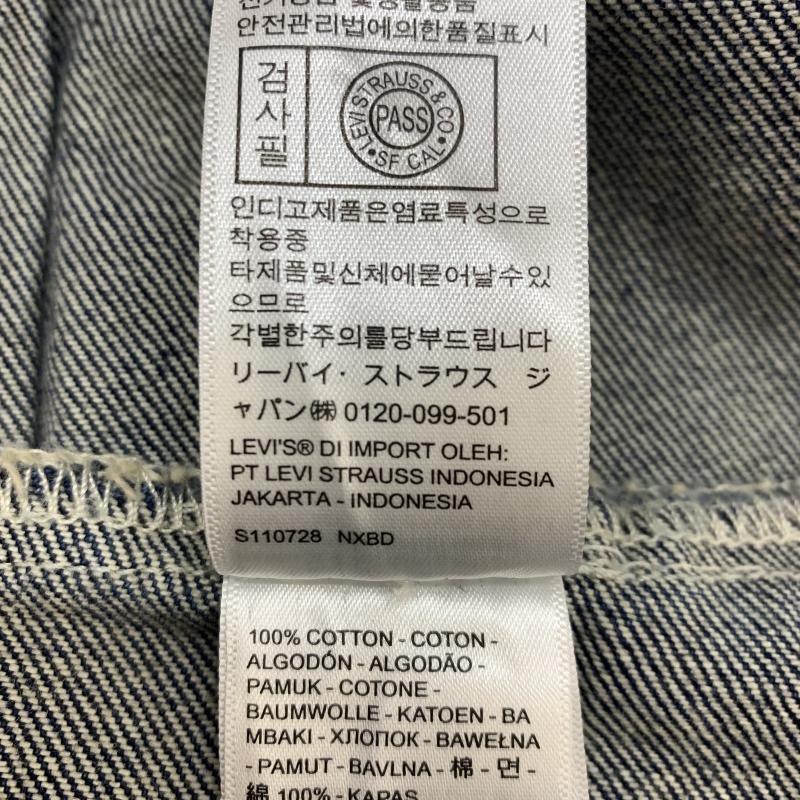 안전관리법에의한품질표시
검사필
LEVI STRAUSS & CO
PASS
SF CAL
인디고제품은염료특성으로
착용중
타제품및신체에묻어날수있
으므로
각별한주의를당부드립니다
リーバイ・ストラウス ジ
ャパン㈱ 0120-099-501
LEVI'S® DI IMPORT OLEH:
PT LEVI STRAUSS INDONESIA
JAKARTA - INDONESIA
S110728 NXBD
100% COTTON - COTON -
ALGODÓN - ALGODÃO -
PAMUK - COTONE -
BAUMWOLLE - KATOEN - BA
MBAKI - ХЛОПОК - BAWEŁNA
- PAMUT - BAVLNA - 棉 - 면 -
綿 100% - KAPAS